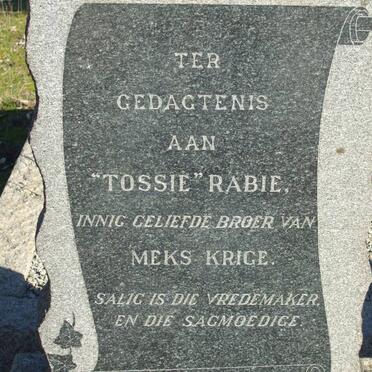 TER
GEDAGTENIS
AAN
"TOSSIE" RABIE,
INNIG GELIEFDE BROER VAN
MEKS KRIGE.
SALIG IS DIE VREDEMAKER
EN DIE SAGMOEDIGE.